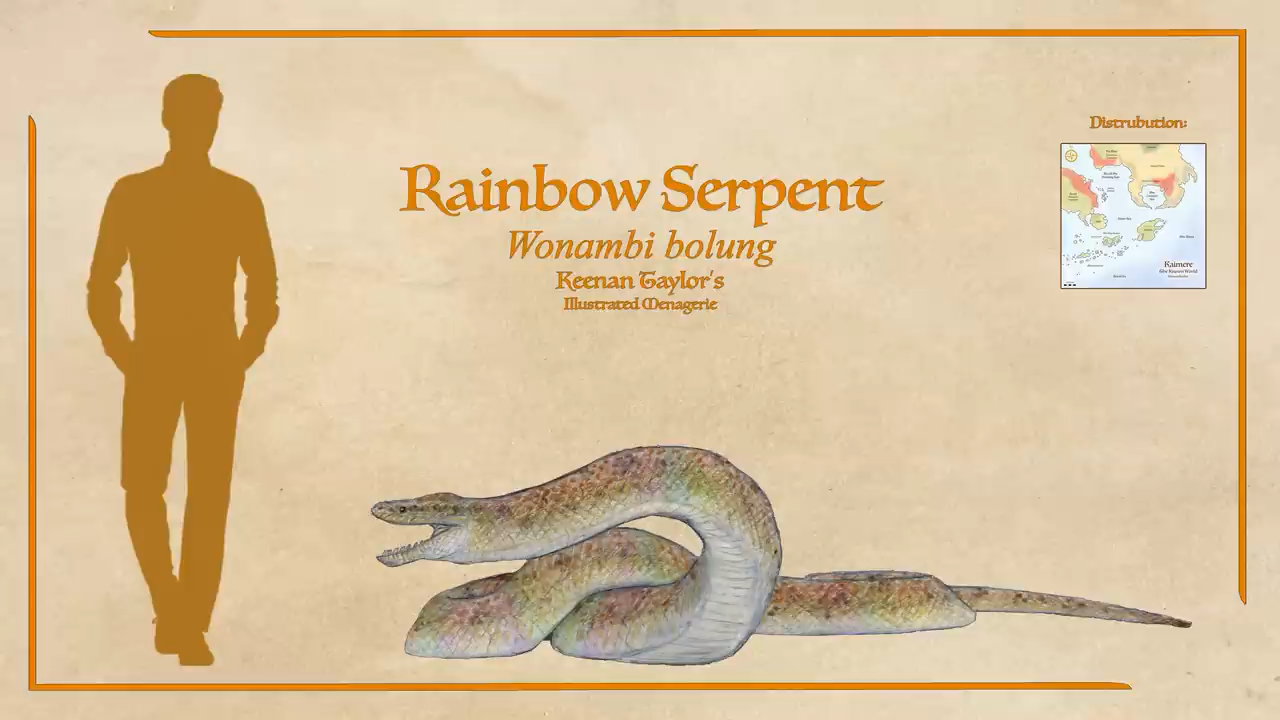 Distrubution:
Rainbow Serpent
Wonambi bolung
Keenan Taylor's
Illustrated Menagerie
Kaimere